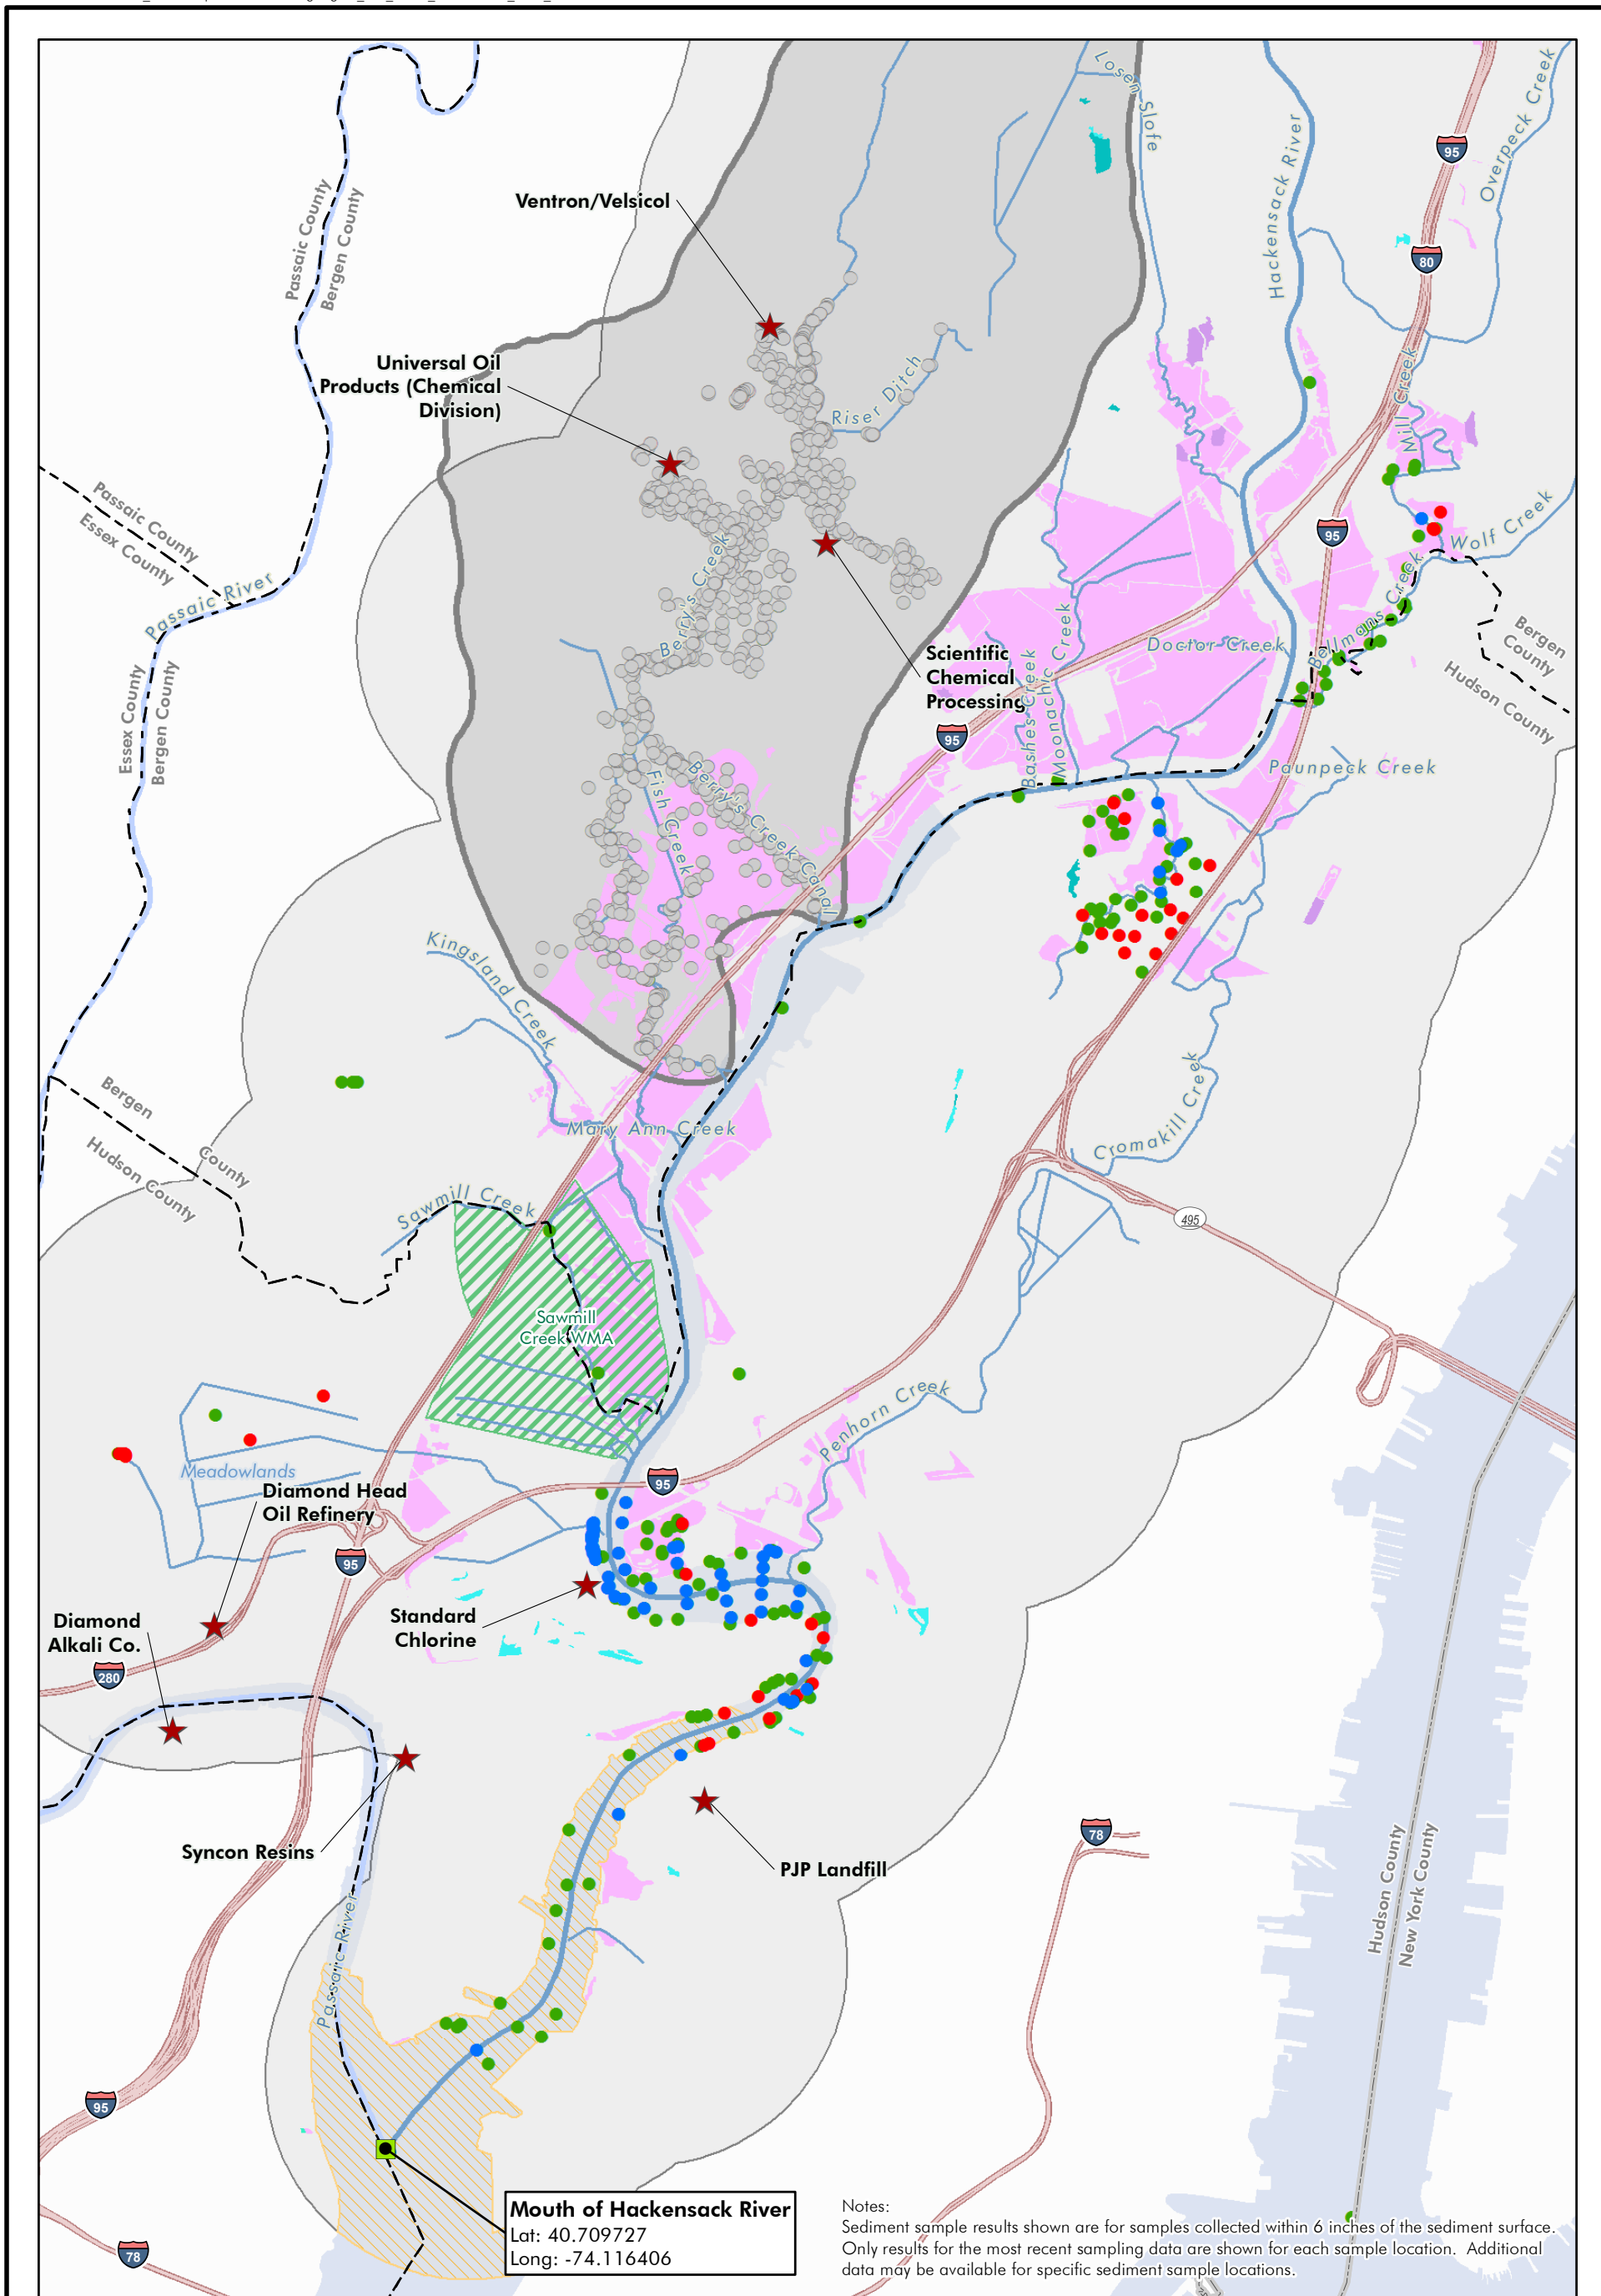 Losen Slofe
Hackensack River
Overpeck Creek
95
80
Ventron/Velsicol
Passaic County
Bergen County
Universal Oil
Products (Chemical
Division)
Riser Ditch
Mill Creek
Passaic County
Essex County
95
Wolf Creek
Passaic River
Berry's Creek
Bellmans Creek
Bergen
County
Hudson County
Scientific
Chemical
Processing
Doctor Creek
Bashes Creek
Moonachie Creek
95
Essex County
Bergen County
Paunpeck Creek
Fish Creek
Berry's Creek Canal
Kingsland Creek
Bergen
County
Hudson County
Mary Ann Creek
Cromakill Creek
Sawmill Creek
495
Sawmill
Creek WMA
Penhorn Creek
Meadowlands
Diamond Head
Oil Refinery
95
95
Standard
Chlorine
Diamond
Alkali Co.
280
Syncon Resins
PJP Landfill
78
Hudson County
New York County
Passaic River
95
Mouth of Hackensack River
Lat: 40.709727
Long: -74.116406
78
Notes:
Sediment sample results shown are for samples collected within 6 inches of the sediment surface.
Only results for the most recent sampling data are shown for each sample location.  Additional
data may be available for specific sediment sample locations.